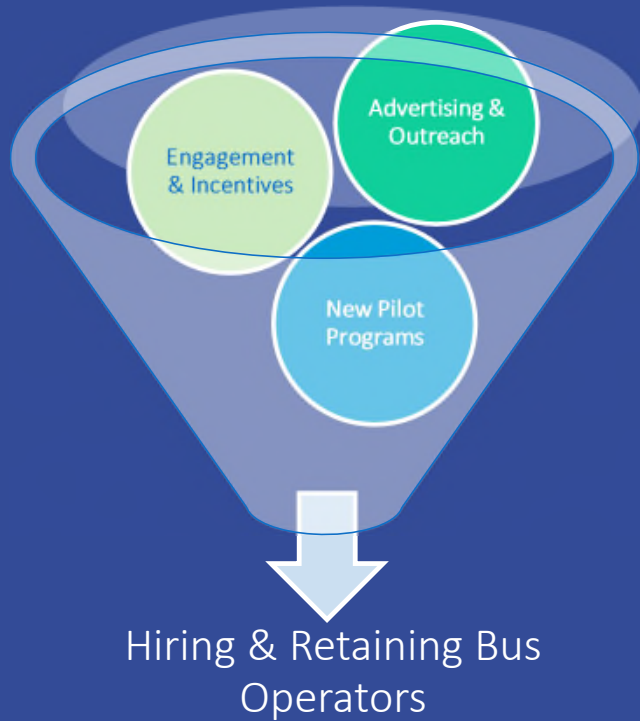 Advertising &
Outreach
Engagement
& Incentives
New Pilot
Programs
Hiring & Retaining Bus
Operators